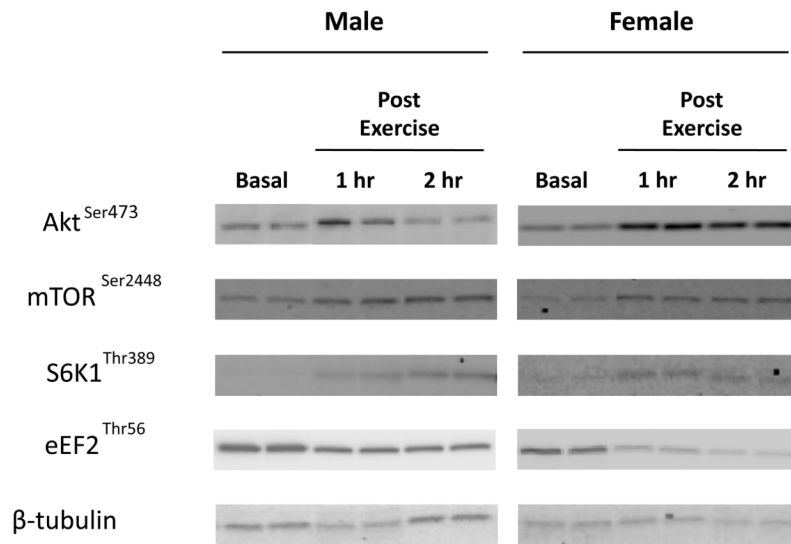 Male Female
Post Post
Exercise Exercise
Basal 1 hr 2 hr Basal 1 hr 2 hr
Akt Ser473
mTOR Ser2448
S6K1 Thr389
eEF2 Thr56
β-tubulin